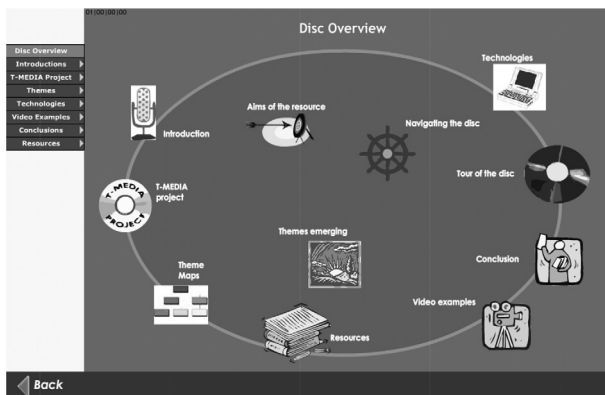 01|00|00|00
Disc Overview
Disc Overview
Introductions
T-MEDIA Project
Themes
Technologies
Video Examples
Conclusions
Resources
Technologies
Aims of the resource
Navigating the disc
Introduction
Tour of the disc
T-MEDIA
PROJECT
T-MEDIA
project
Themes emerging
Conclusion
Theme
Maps
Video examples
Resources
Back